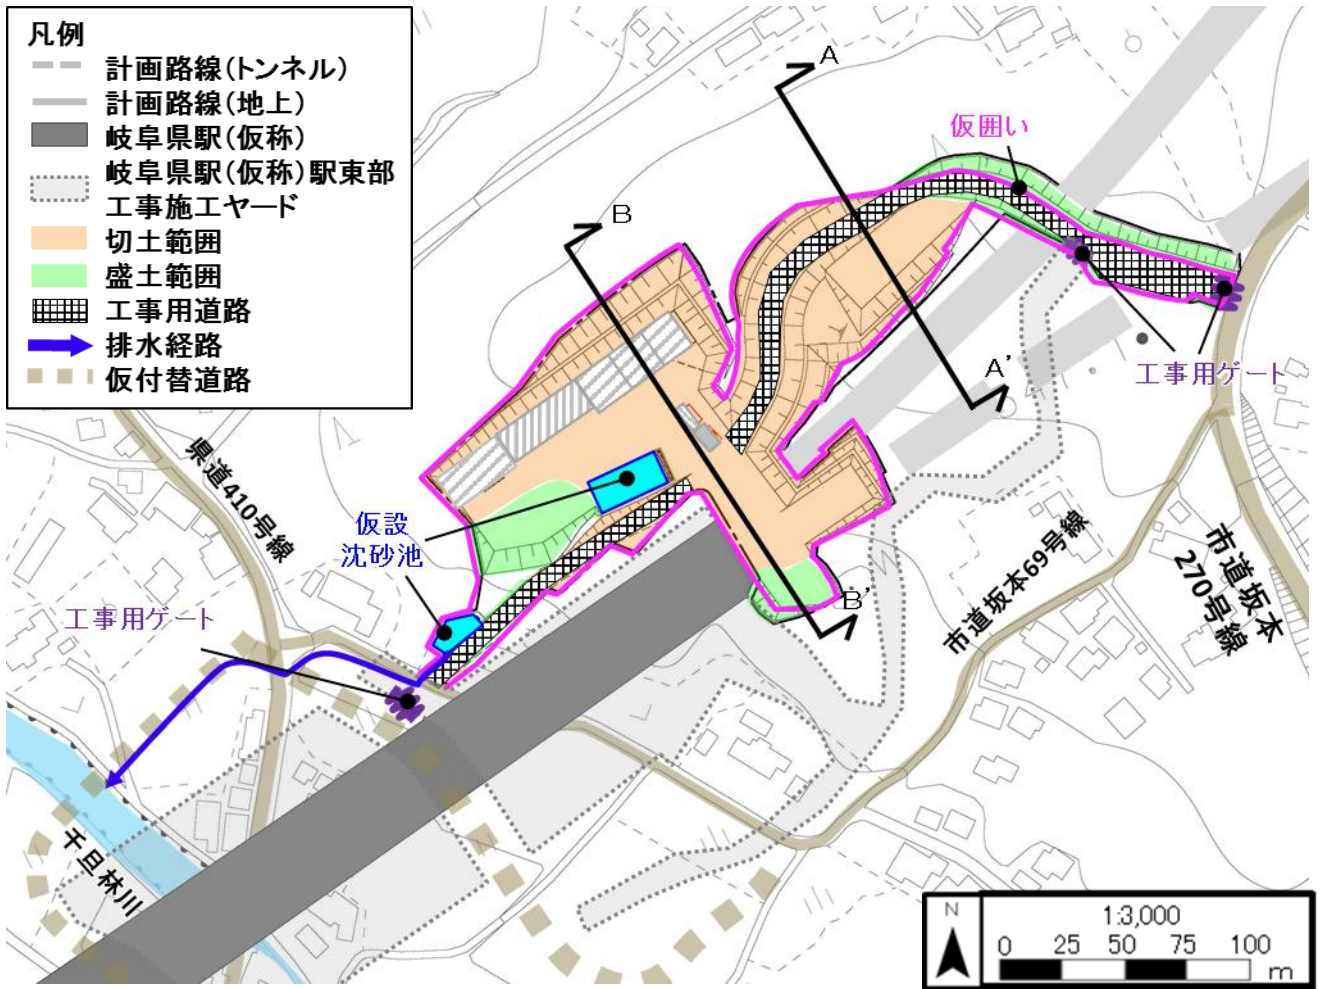 凡例
計画路線(トンネル)
計画路線(地上)
岐阜県駅(仮称)
岐阜県駅(仮称)駅東部
工事施工ヤード
切土範囲
盛土範囲
工事用道路
排水経路
仮付替道路
A
仮囲い
B
A'
工事用ゲート
県道410号線
仮設
沈砂池
市道坂本69号線
市道坂本
270号線
B'
工事用ゲート
千旦林川
N
1:3,000
0 25 50 75 100
m